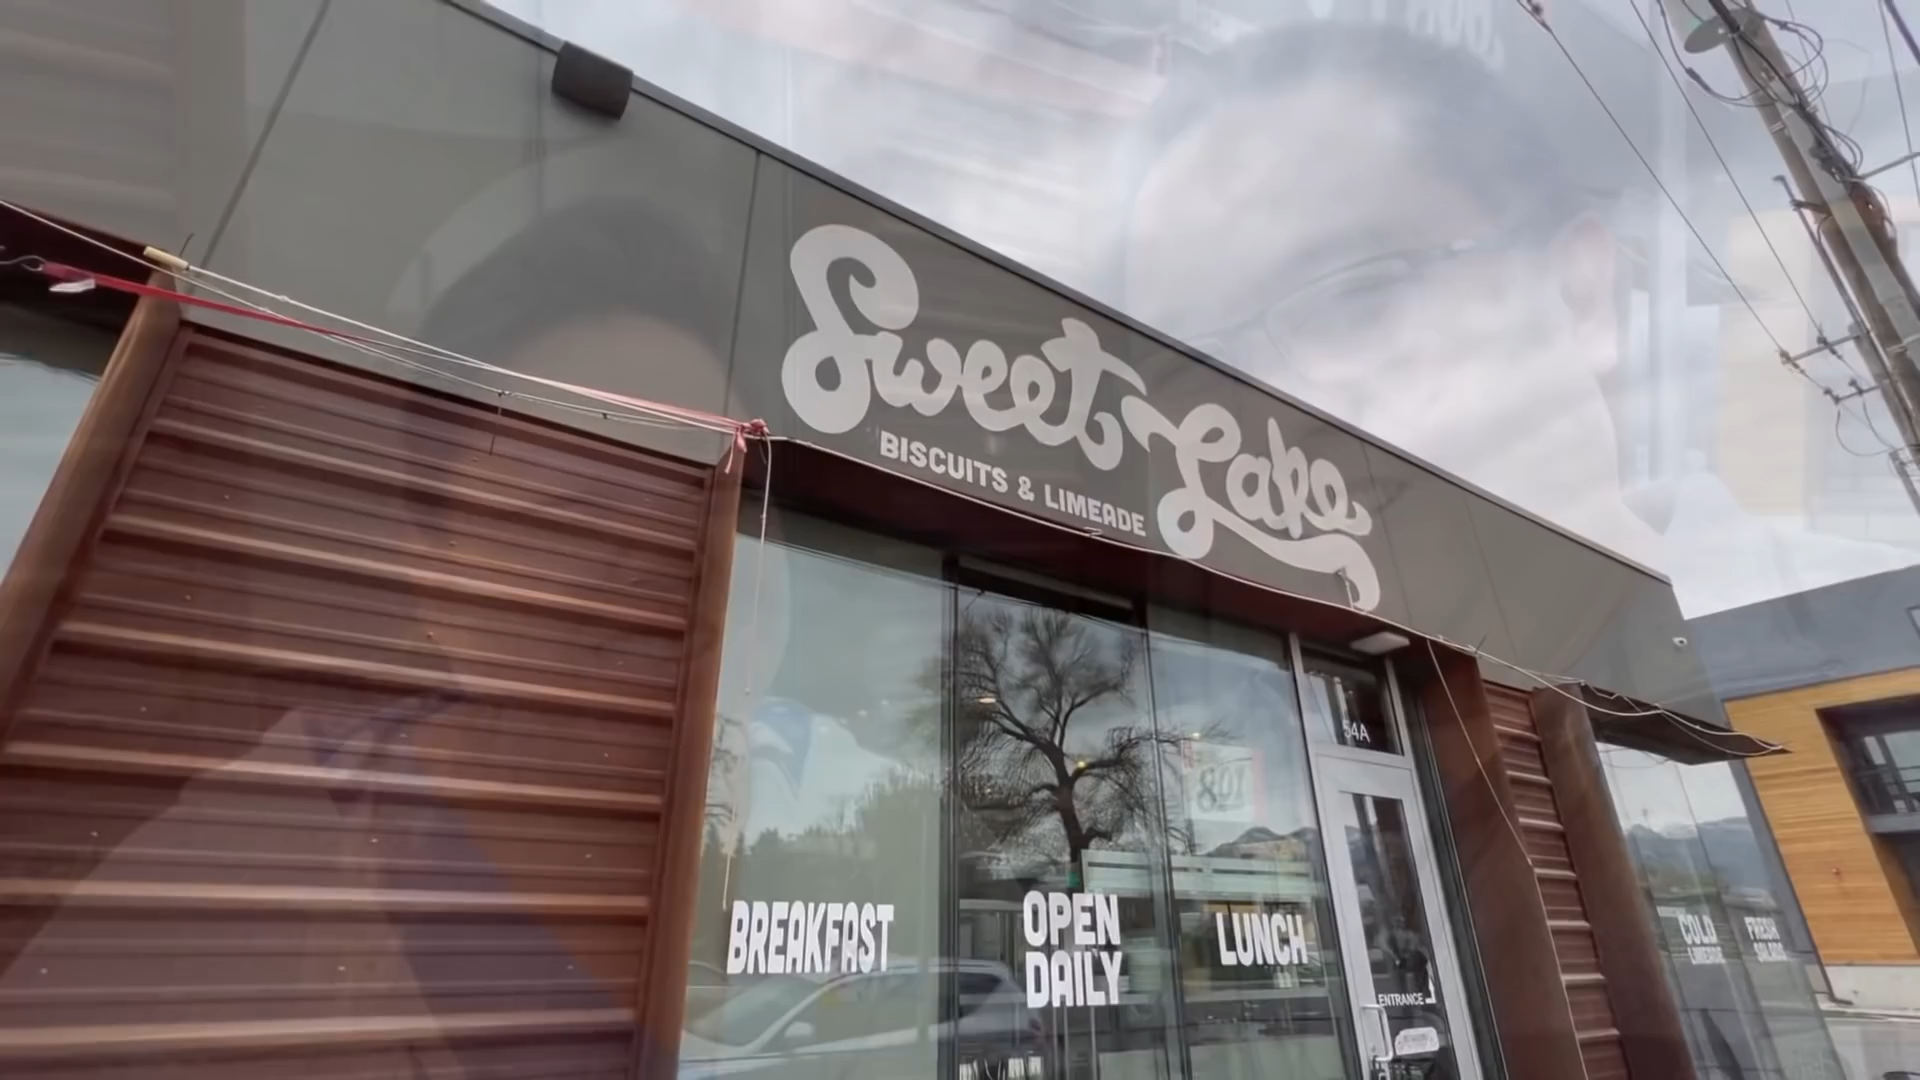 Sweet Lake
BISCUITS & LIMEADE
54A
801
BREAKFAST
OPEN
DAILY
LUNCH
ENTRANCE
COLD
LIMEADE
FRESH
SALADS